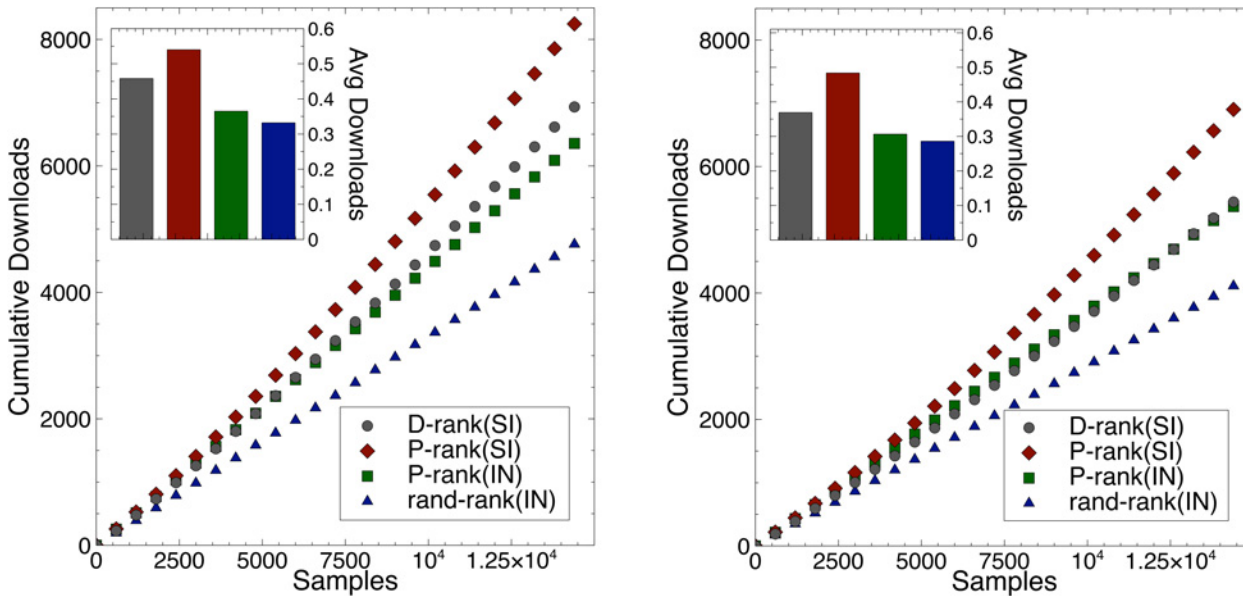 8000
6000
4000
2000
0
Cumulative Downloads
0.6
0.5
0.4
0.3
0.2
0.1
0
Avg Downloads
D-rank(SI)
P-rank(SI)
P-rank(IN)
rand-rank(IN)
0 2500 5000 7500 10⁴ 1.25×10⁴
Samples
8000
6000
4000
2000
0
Cumulative Downloads
0.6
0.5
0.4
0.3
0.2
0.1
0
Avg Downloads
D-rank(SI)
P-rank(SI)
P-rank(IN)
rand-rank(IN)
0 2500 5000 7500 10⁴ 1.25×10⁴
Samples